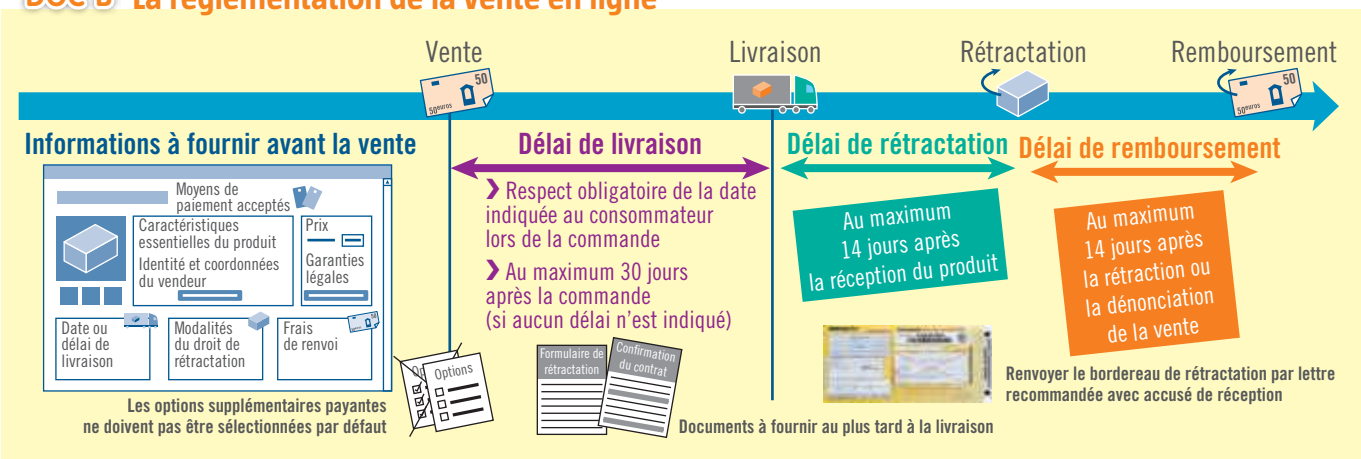 DOC B La réglementation de la vente en ligne
Vente
Livraison
Rétractation
Remboursement
50
50euros
50
50euros
Informations à fournir avant la vente
Moyens de
paiement acceptés
Caractéristiques
essentielles du produit
Identité et coordonnées
du vendeur
Prix
Garanties
légales
Date ou
délai de
livraison
Modalités
du droit de
rétractation
Frais
de renvoi
Les options supplémentaires payantes
ne doivent pas être sélectionnées par défaut
Options
Délai de livraison
❯ Respect obligatoire de la date
indiquée au consommateur
lors de la commande
❯ Au maximum 30 jours
après la commande
(si aucun délai n'est indiqué)
Formulaire de
rétractation
Confirmation
du contrat
Documents à fournir au plus tard à la livraison
Délai de rétractation
Au maximum
14 jours après
la réception du produit
Délai de remboursement
Au maximum
14 jours après
la rétraction ou
la dénonciation
de la vente
Renvoyer le bordereau de rétractation par lettre
recommandée avec accusé de réception